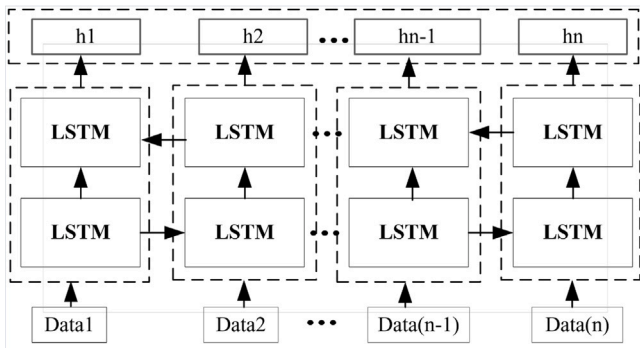 h1 h2 ... hn-1 hn
LSTM LSTM ... LSTM LSTM
LSTM LSTM ... LSTM LSTM
Data1 Data2 ... Data(n-1) Data(n)